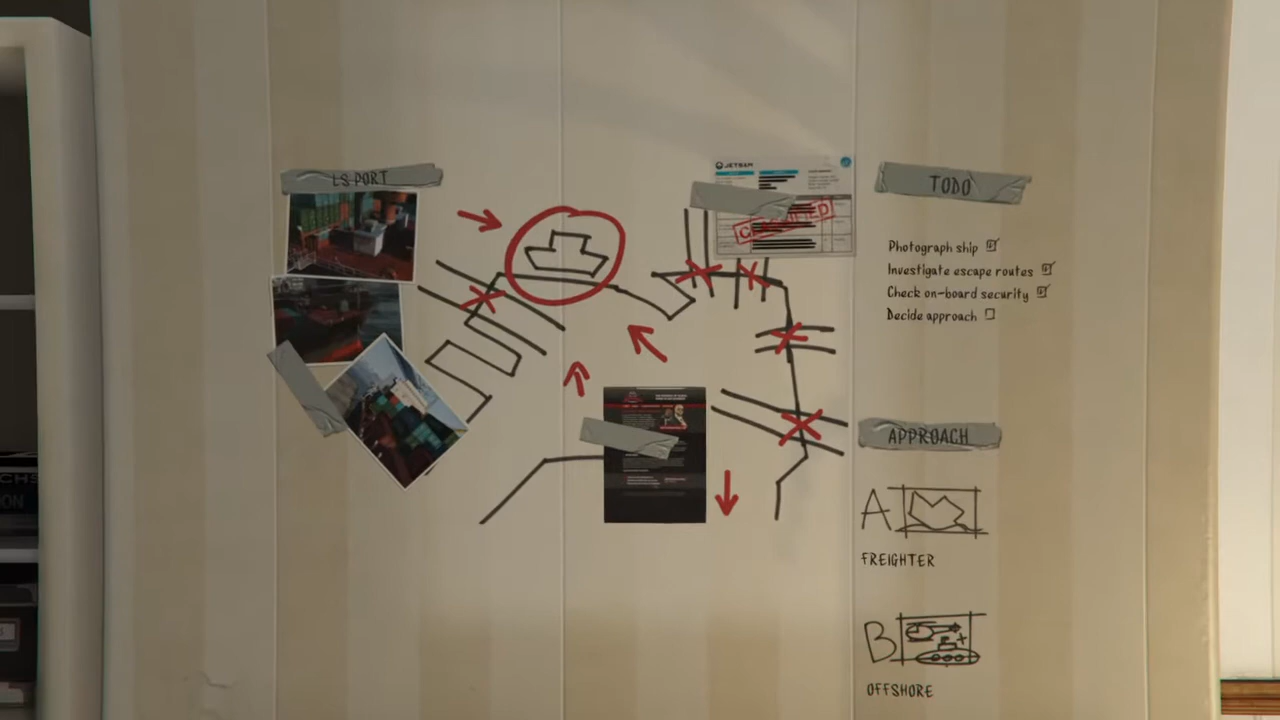 LS PORT
JETSAM
CLASSIFIED
TODO
Photograph ship
Investigate escape routes
Check on-board security
Decide approach
APPROACH
A
FREIGHTER
B
OFFSHORE